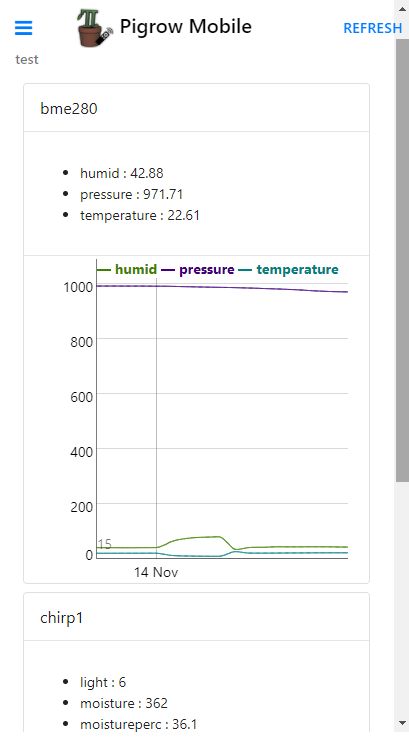 Pigrow Mobile
REFRESH
test
bme280
humid : 42.88
pressure : 971.71
temperature : 22.61
humid pressure temperature
1000
800
600
400
200
15
0
14 Nov
chirp1
light : 6
moisture : 362
moistureperc : 36.1